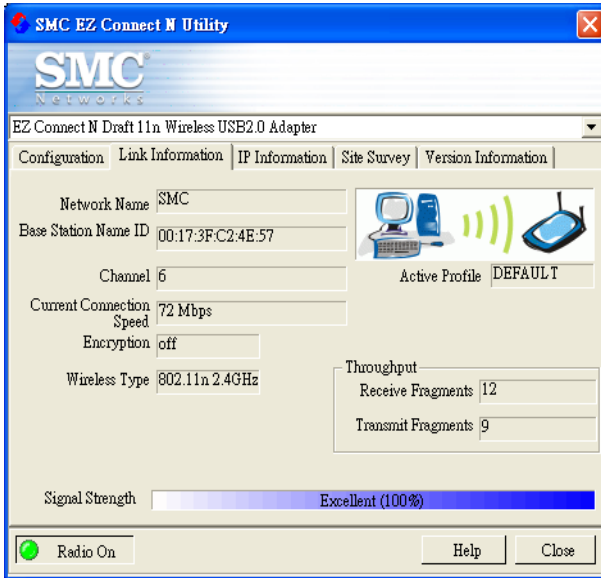 SMC EZ Connect N Utility
SMC®
Networks
EZ Connect N Draft 11n Wireless USB2.0 Adapter
Configuration Link Information IP Information Site Survey Version Information
Network Name SMC
Base Station Name ID 00:17:3F:C2:4E:57
Channel 6
Active Profile DEFAULT
Current Connection Speed 72 Mbps
Encryption off
Wireless Type 802.11n 2.4GHz
Throughput
Receive Fragments 12
Transmit Fragments 9
Signal Strength Excellent (100%)
Radio On Help Close